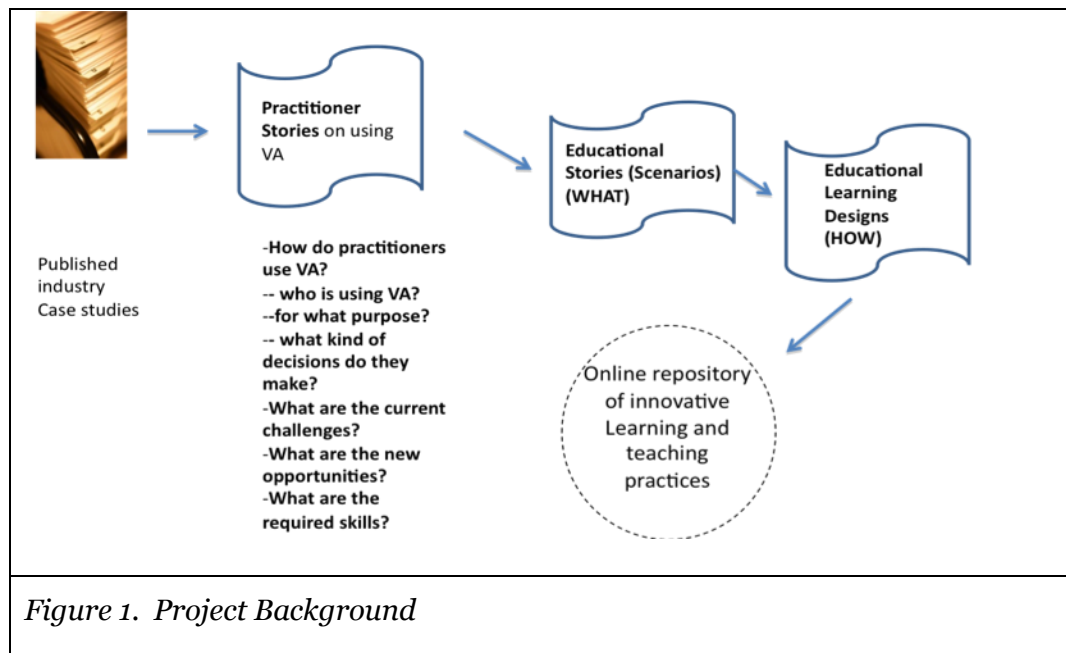 Published
industry
Case studies
Practitioner
Stories on using
VA
-How do practitioners
use VA?
-- who is using VA?
--for what purpose?
-- what kind of
decisions do they
make?
-What are the current
challenges?
-What are the new
opportunities?
-What are the
required skills?
Educational
Stories (Scenarios)
(WHAT)
Educational
Learning
Designs
(HOW)
Online repository
of innovative
Learning and
teaching
practices
Figure 1. Project Background